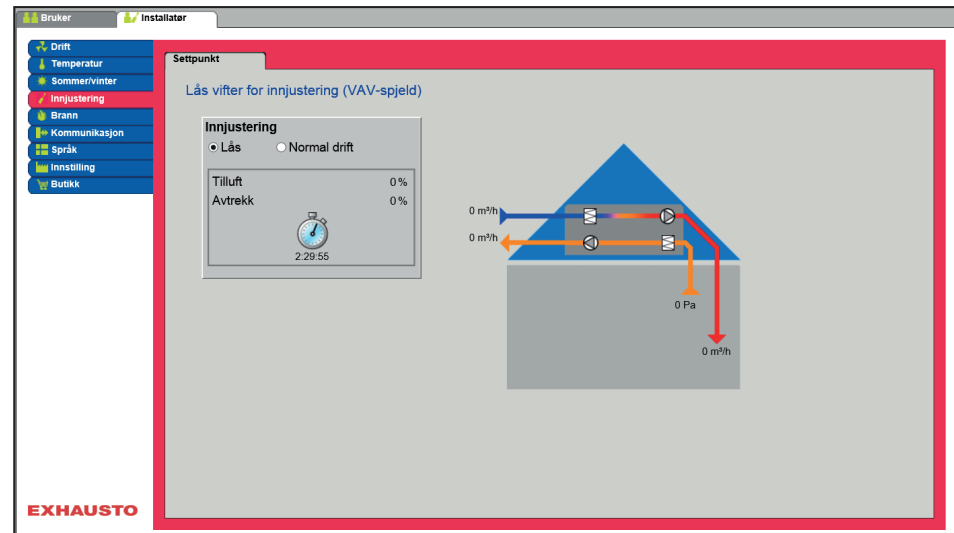 Bruker
Installatør
Drift
Temperatur
Sommer/vinter
Innjustering
Brann
Kommunikasjon
Språk
Innstilling
Butikk
EXHAUSTO
Settpunkt
Lås vifter for innjustering (VAV-spjeld)
Innjustering
Lås Normal drift
Tilluft 0%
Avtrekk 0%
2:29:55
0 m³/h
0 m³/h
0 Pa
0 m³/h